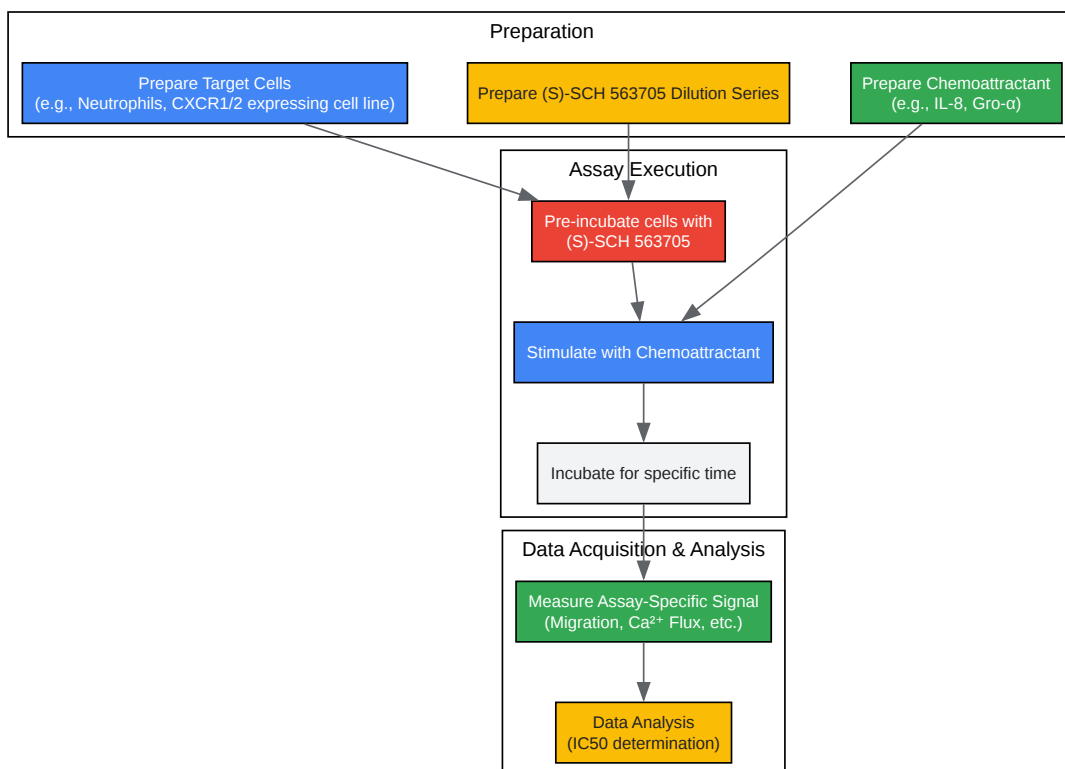 Preparation
Prepare Target Cells
(e.g., Neutrophils, CXCR1/2 expressing cell line)
Prepare (S)-SCH 563705 Dilution Series
Prepare Chemoattractant
(e.g., IL-8, Gro-α)
Assay Execution
Pre-incubate cells with
(S)-SCH 563705
Stimulate with Chemoattractant
Incubate for specific time
Data Acquisition & Analysis
Measure Assay-Specific Signal
(Migration, Ca²⁺ Flux, etc.)
Data Analysis
(IC50 determination)